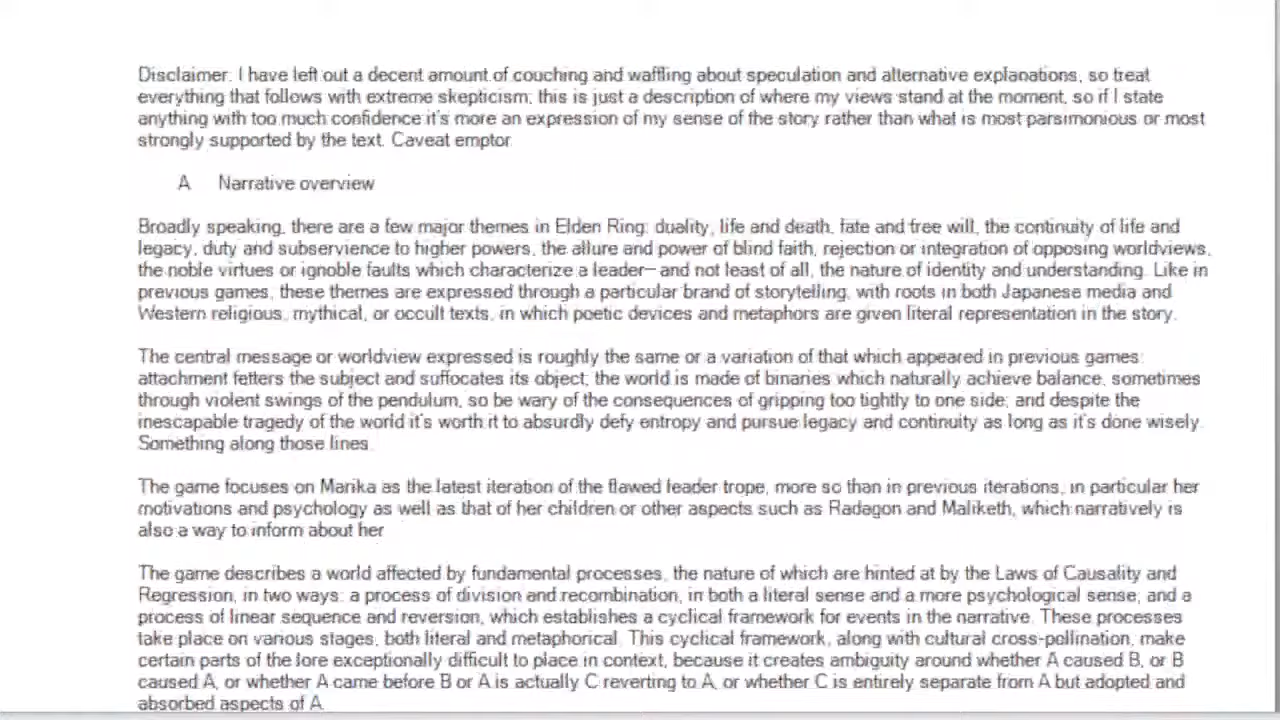 Disclaimer: I have left out a decent amount of couching and waffling about speculation and alternative explanations, so treat
everything that follows with extreme skepticism; this is just a description of where my views stand at the moment, so if I state
anything with too much confidence it's more an expression of my sense of the story rather than what is most parsimonious or most
strongly supported by the text. Caveat emptor.
A Narrative overview
Broadly speaking, there are a few major themes in Elden Ring: duality, life and death, fate and free will, the continuity of life and
legacy, duty and subservience to higher powers, the allure and power of blind faith, rejection or integration of opposing worldviews,
the noble virtues or ignoble faults which characterize a leader—and not least of all, the nature of identity and understanding. Like in
previous games, these themes are expressed through a particular brand of storytelling, with roots in both Japanese media and
Western religious, mythical, or occult texts, in which poetic devices and metaphors are given literal representation in the story.
The central message or worldview expressed is roughly the same or a variation of that which appeared in previous games:
attachment fetters the subject and suffocates its object; the world is made of binaries which naturally achieve balance, sometimes
through violent swings of the pendulum, so be wary of the consequences of gripping too tightly to one side; and despite the
inescapable tragedy of the world it's worth it to absurdly defy entropy and pursue legacy and continuity as long as it's done wisely.
Something along those lines.
The game focuses on Marika as the latest iteration of the flawed leader trope, more so than in previous iterations, in particular her
motivations and psychology as well as that of her children or other aspects such as Radagon and Maliketh, which narratively is
also a way to inform about her
The game describes a world affected by fundamental processes, the nature of which are hinted at by the Laws of Causality and
Regression, in two ways: a process of division and recombination, in both a literal sense and a more psychological sense; and a
process of linear sequence and reversion, which establishes a cyclical framework for events in the narrative. These processes
take place on various stages, both literal and metaphorical. This cyclical framework, along with cultural cross-pollination, make
certain parts of the lore exceptionally difficult to place in context, because it creates ambiguity around whether A caused B, or B
caused A, or whether A came before B or A is actually C reverting to A, or whether C is entirely separate from A but adopted and
absorbed aspects of A.